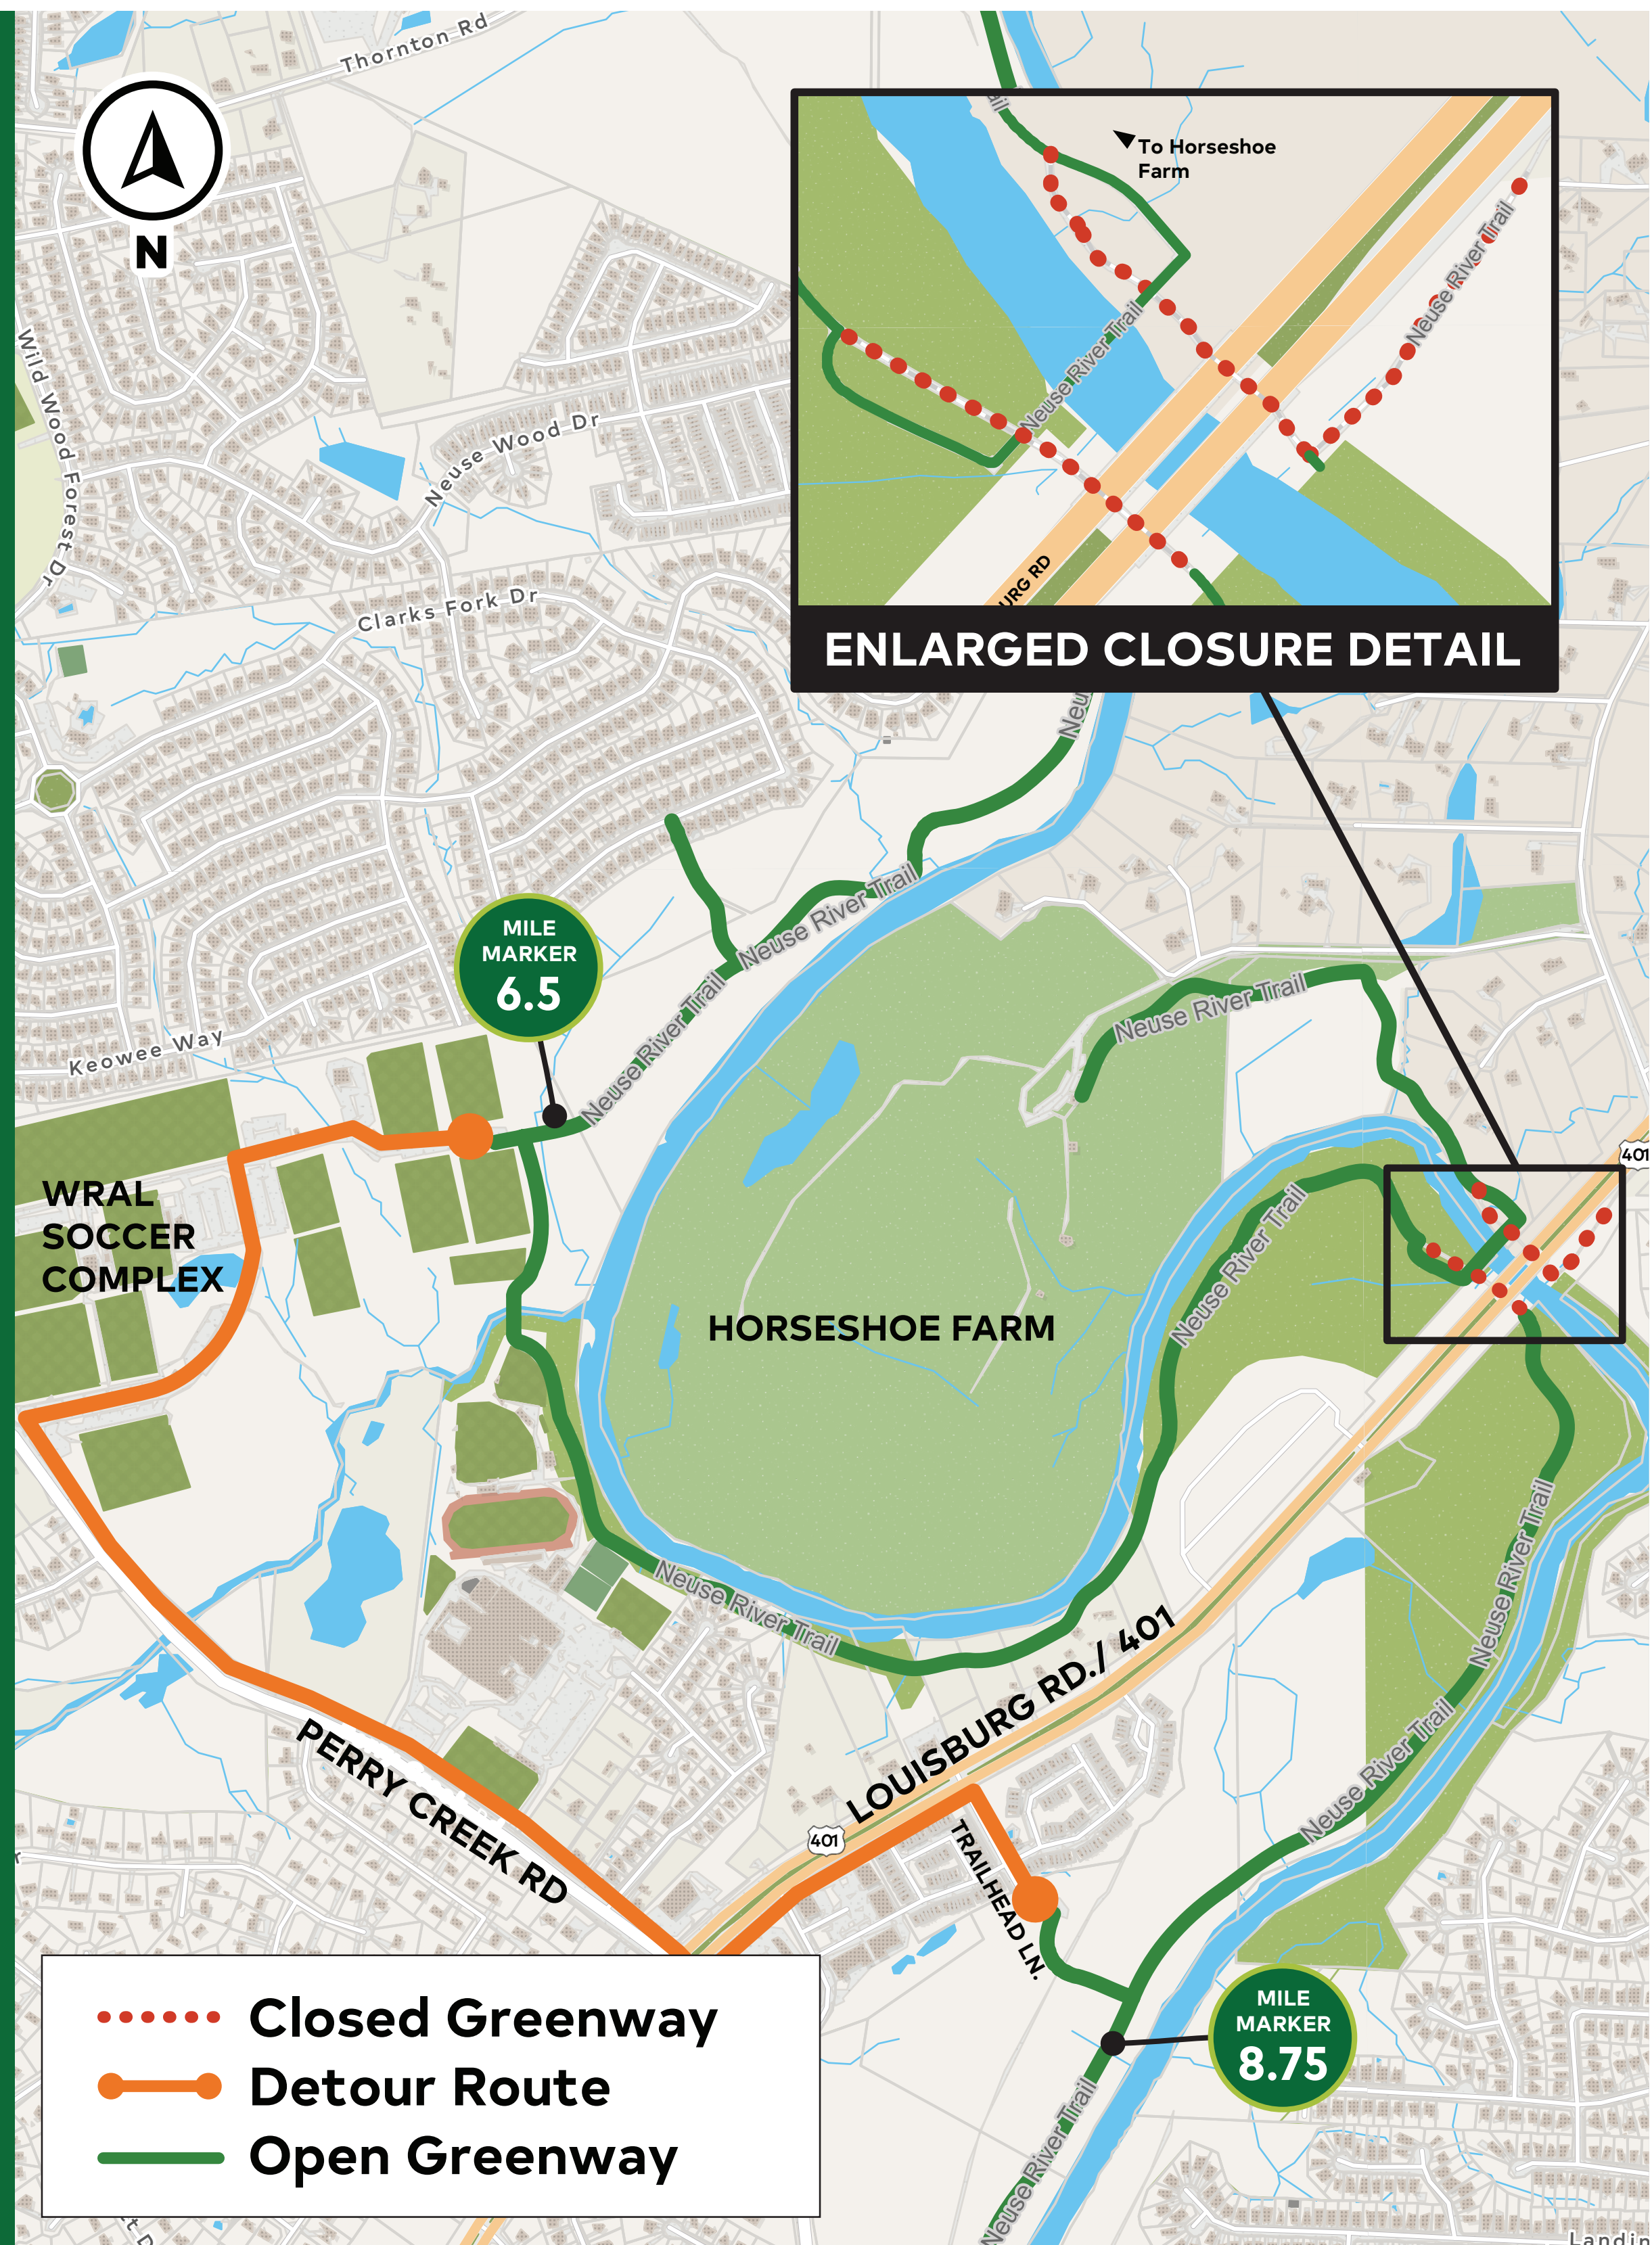 Thornton Rd
N
Wild Wood Forest Dr
Neuse Wood Dr
Clarks Fork Dr
ail
To Horseshoe
Farm
Neuse River Trail
Neuse River Trail
URG RD
ENLARGED CLOSURE DETAIL
Neu
MILE
MARKER
6.5
Neuse River Trail
Neuse River Trail
Neuse River Trail
Keowee Way
401
WRAL
SOCCER
COMPLEX
HORSESHOE FARM
Neuse River Trail
Neuse River Trail
Neuse River Trail
LOUISBURG RD./ 401
PERRY CREEK RD
401
TRAILHEAD LN.
Neuse River Trail
MILE
MARKER
8.75
Neuse River Trail
Closed Greenway
Detour Route
Open Greenway
Landin